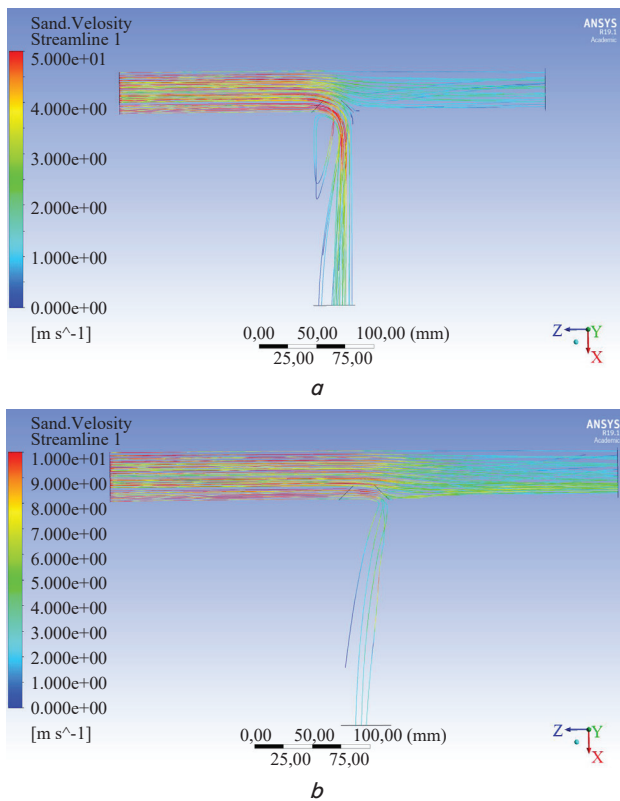 Sand.Velosity
Streamline 1
ANSYS
R19.1
Academic
5.000e+01
4.000e+00
3.000e+00
2.000e+00
1.000e+00
0.000e+00
[m s^-1]
0,00 50,00 100,00 (mm)
25,00 75,00
Z Y
X
a
Sand.Velosity
Streamline 1
ANSYS
R19.1
Academic
1.000e+01
9.000e+00
8.000e+00
7.000e+00
6.000e+00
5.000e+00
4.000e+00
3.000e+00
2.000e+00
1.000e+00
0.000e+00
[m s^-1]
0,00 50,00 100,00 (mm)
25,00 75,00
Z Y
X
b